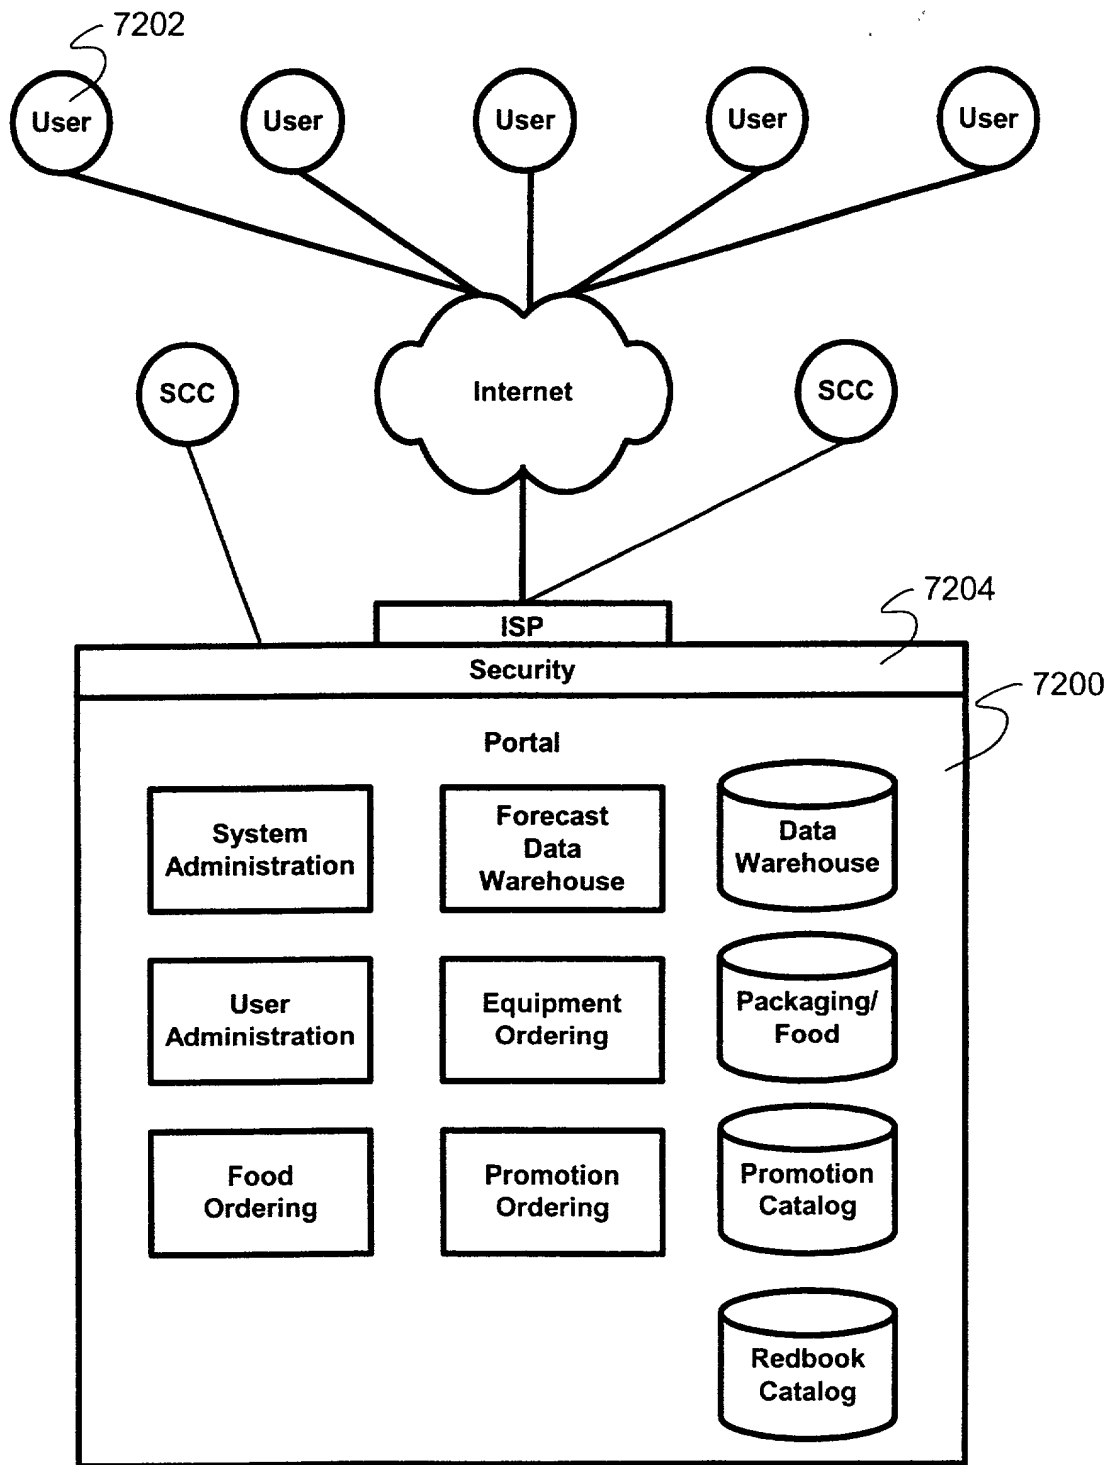 7202
User
User
User
User
User
SCC
Internet
SCC
ISP
7204
Security
7200
Portal
System
Administration
Forecast
Data
Warehouse
Data
Warehouse
User
Administration
Equipment
Ordering
Packaging/
Food
Food
Ordering
Promotion
Ordering
Promotion
Catalog
Redbook
Catalog